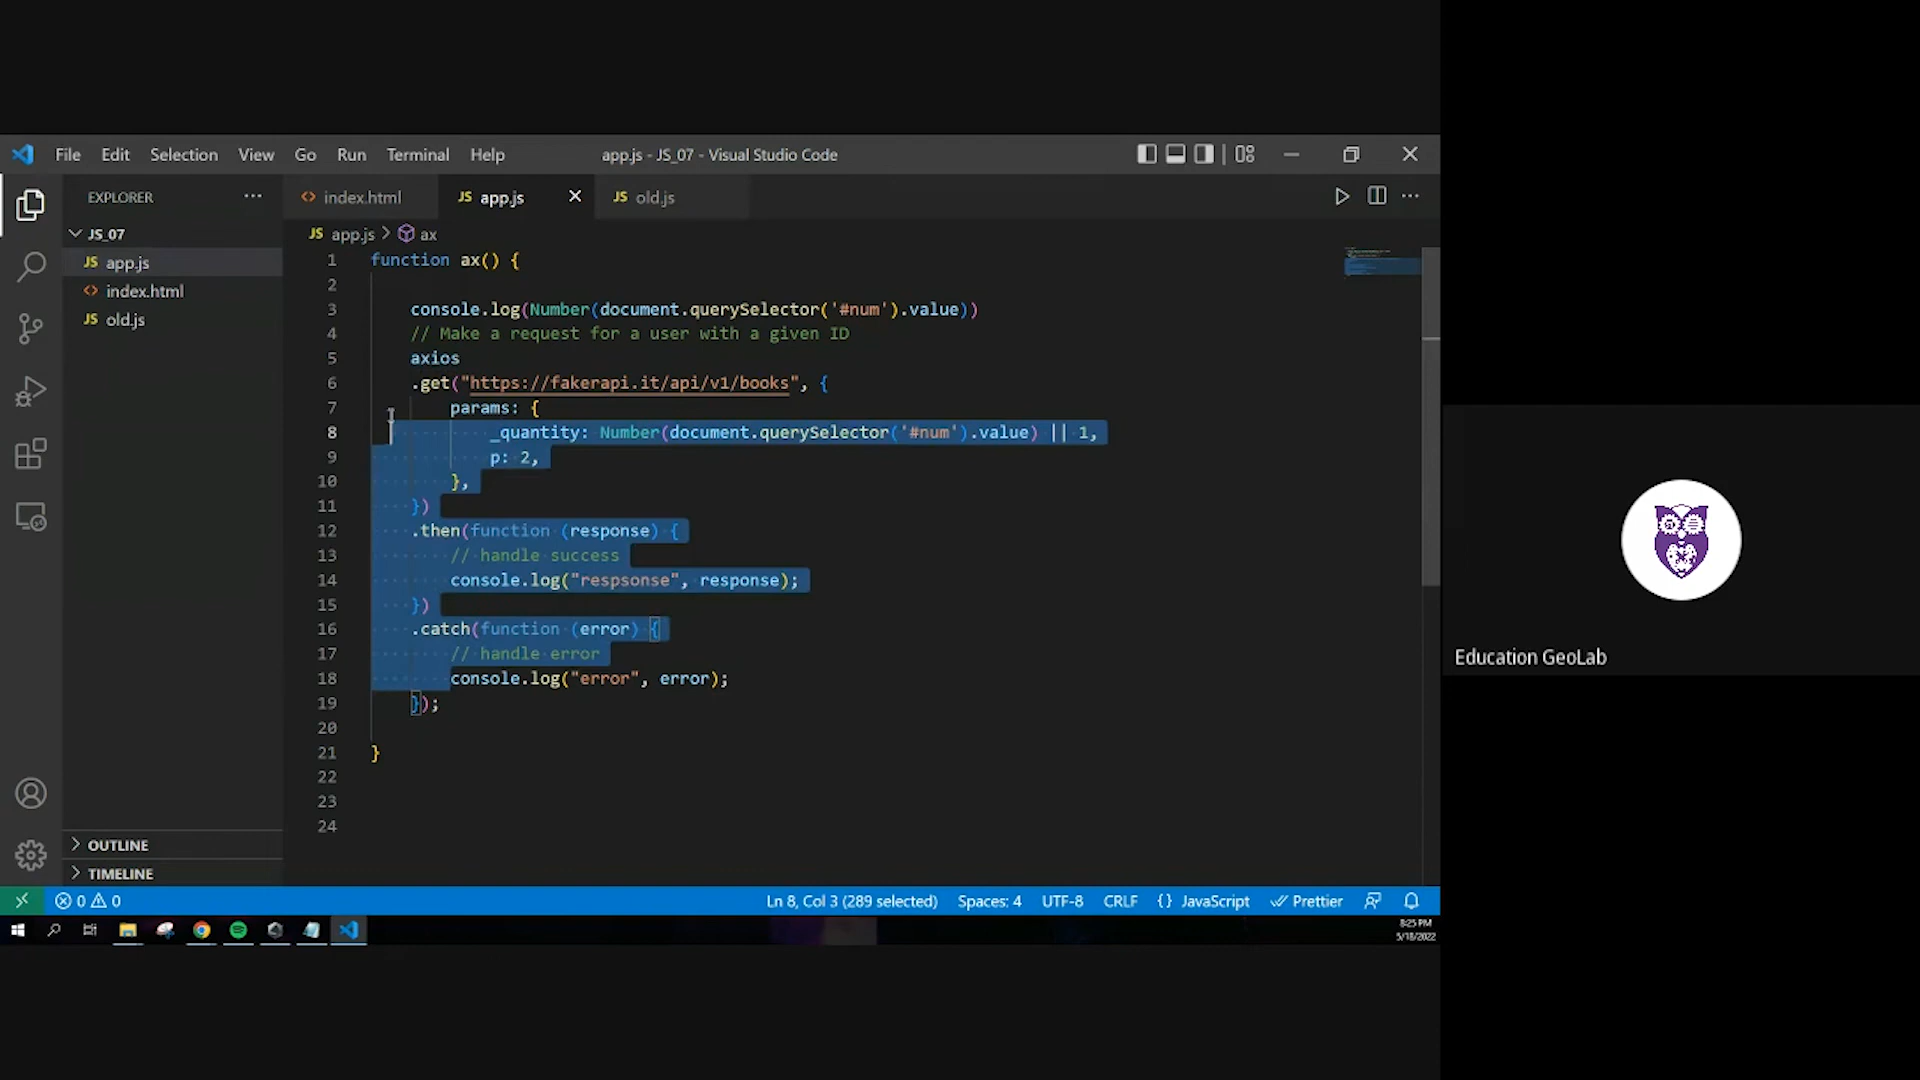 File Edit Selection View Go Run Terminal Help app.js - JS_07 - Visual Studio Code
EXPLORER
index.html
JS app.js
JS old.js
JS_07
JS app.js > ax
JS app.js
index.html
JS old.js
1 function ax() {
2
3 console.log(Number(document.querySelector('#num').value))
4 // Make a request for a user with a given ID
5 axios
6 .get("https://fakerapi.it/api/v1/books", {
7 params: {
8 _quantity: Number(document.querySelector('#num').value) || 1,
9 p: 2,
10 },
11 })
12 .then(function (response) {
13 // handle success
14 console.log("respsonse", response);
15 })
16 .catch(function (error) {
17 // handle error
18 console.log("error", error);
19 });
20
21 }
22
23
24
OUTLINE
TIMELINE
0 0 Ln 8, Col 3 (289 selected) Spaces: 4 UTF-8 CRLF {} JavaScript Prettier
8:25 PM
5/18/2022
Education GeoLab